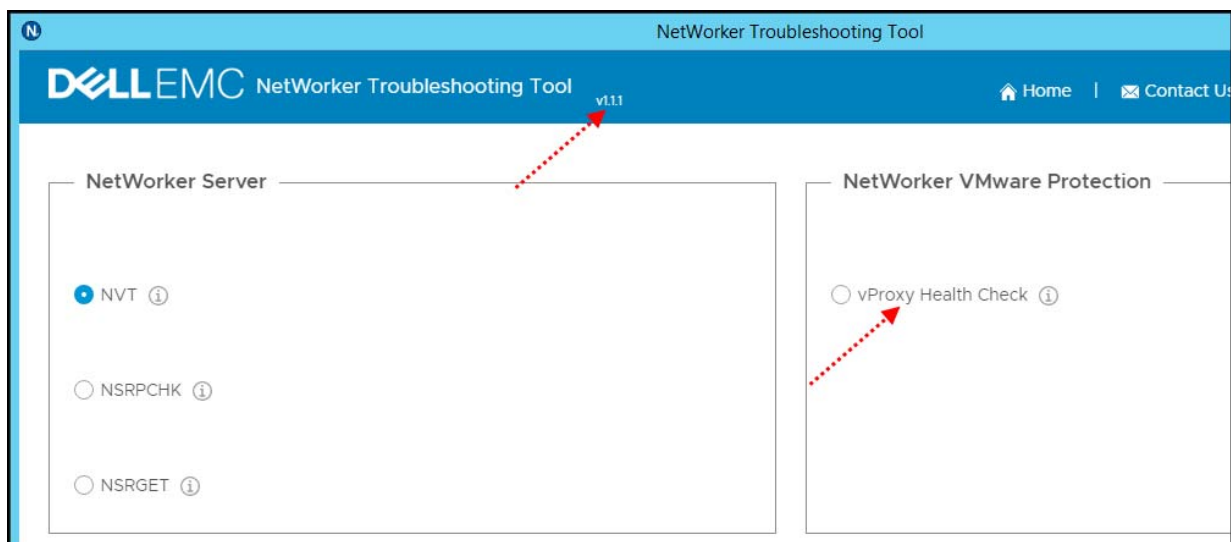 NetWorker Troubleshooting Tool
DELLEMC NetWorker Troubleshooting Tool v1.1.1
Home | Contact Us
NetWorker Server
NetWorker VMware Protection
NVT
vProxy Health Check
NSRPCHK
NSRGET